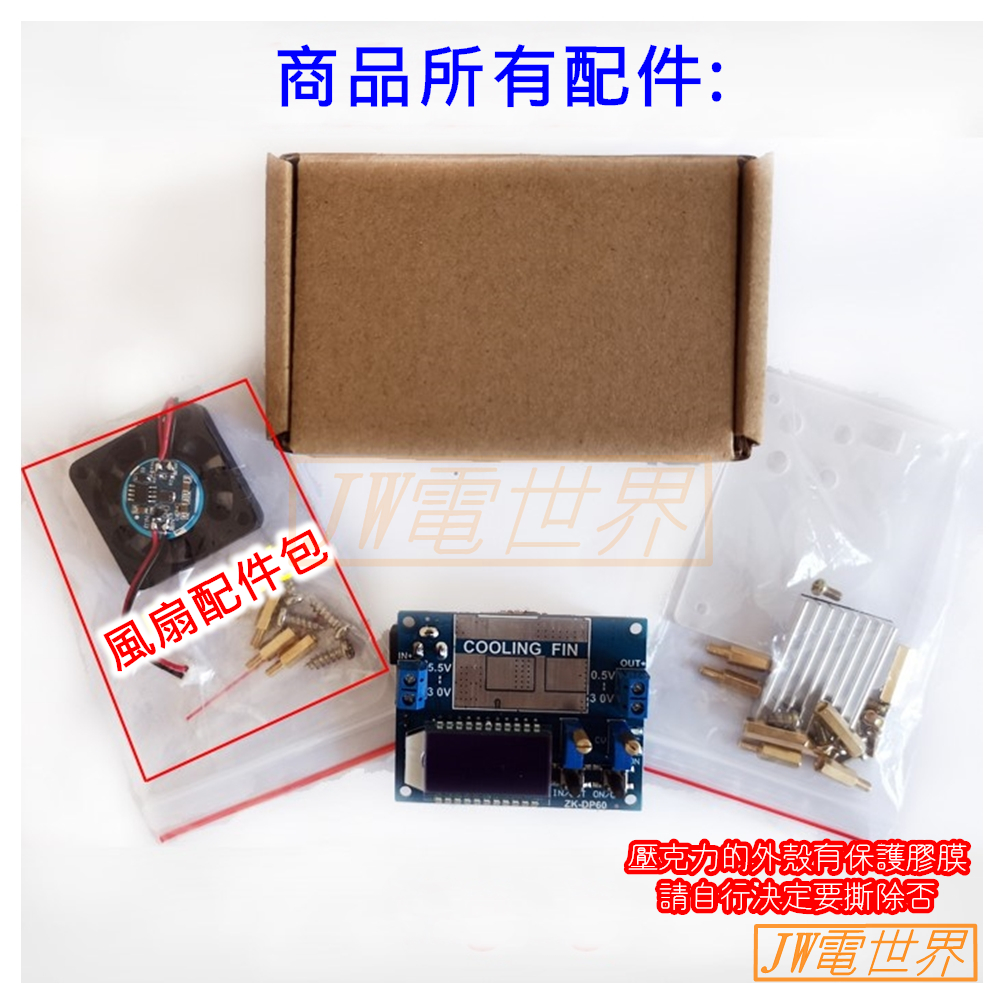 商品所有配件:
JW電世界
風扇配件包
COOLING FIN
IN+
OUT+
5.5V
0.5V
30V
30V
CV
ZK-DP60
壓克力的外殼有保護膠膜
請自行決定要撕除否
JW電世界